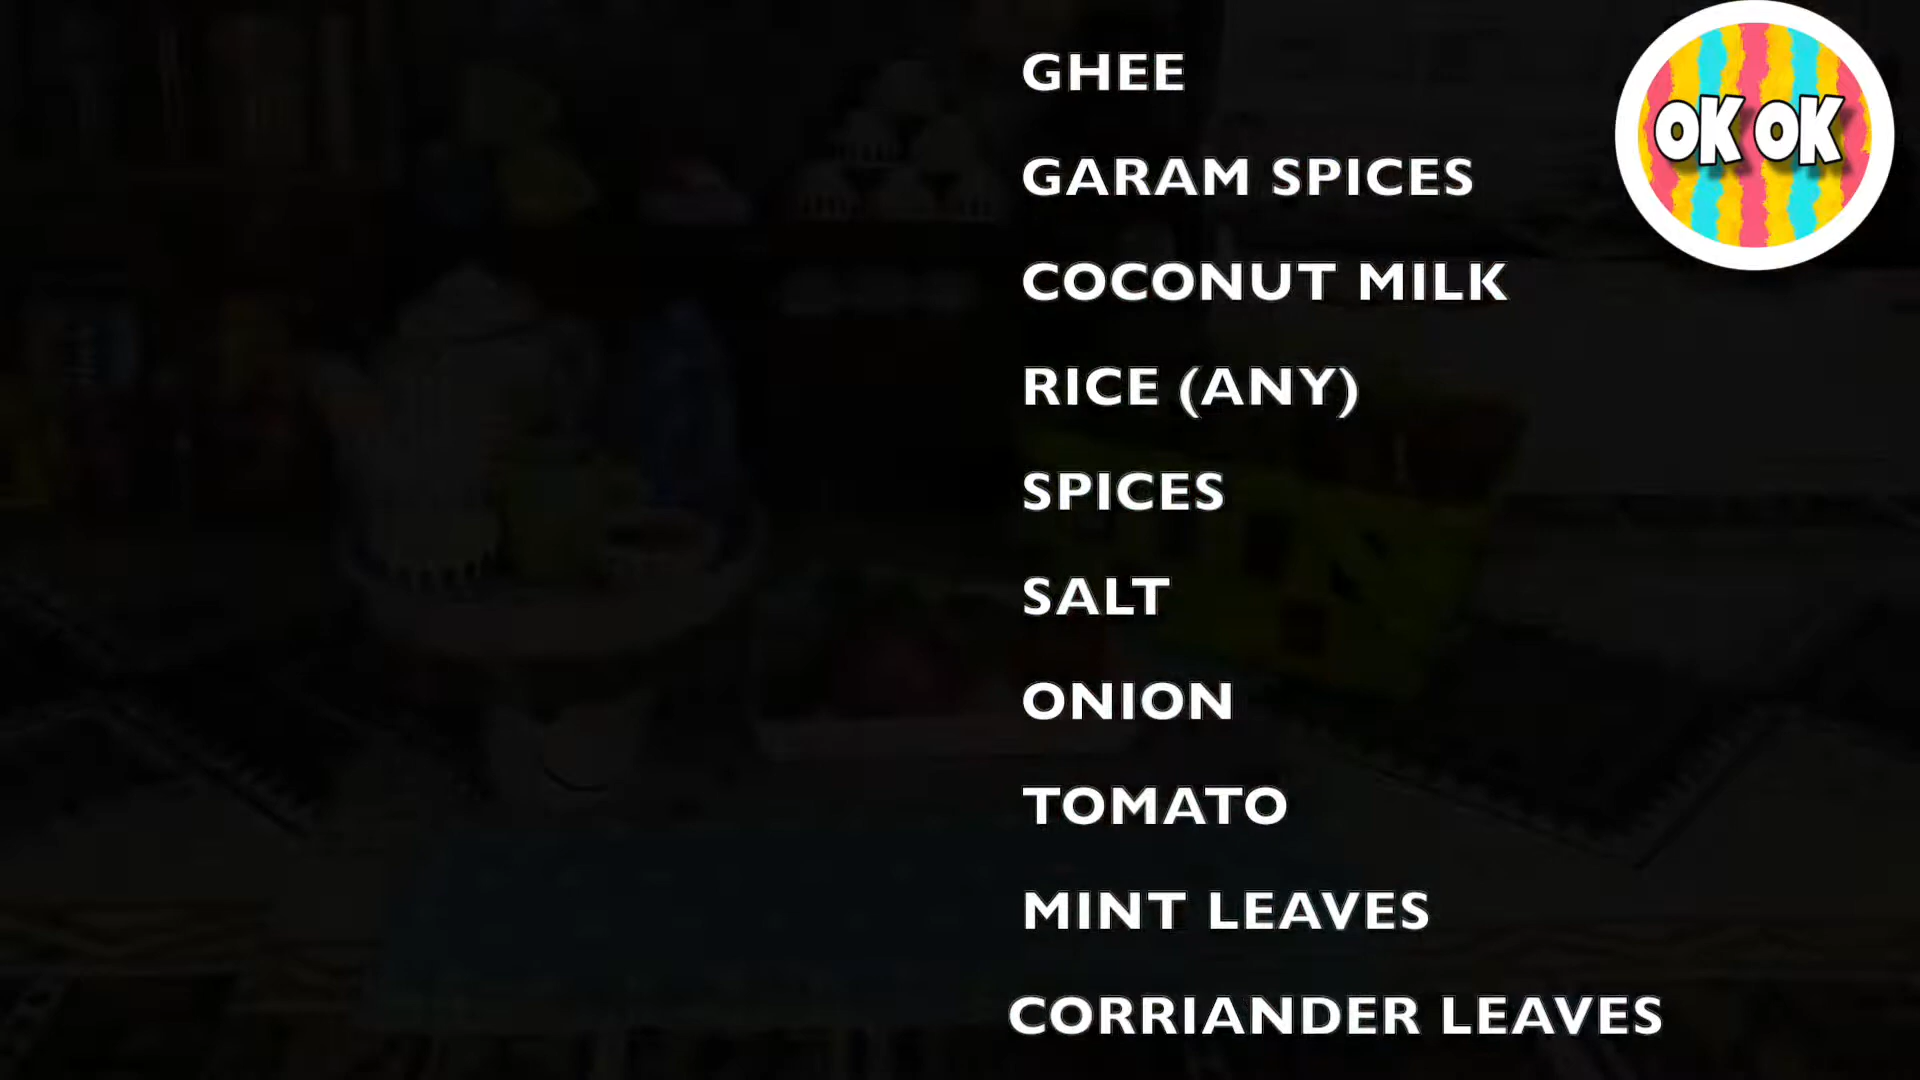 GHEE
OK OK
GARAM SPICES
COCONUT MILK
RICE (ANY)
SPICES
SALT
ONION
TOMATO
MINT LEAVES
CORRIANDER LEAVES